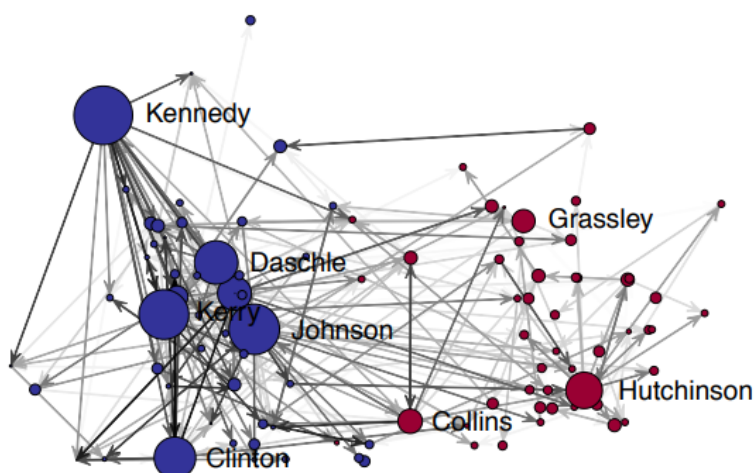 Kennedy
Grassley
Daschle
Kerry
Johnson
Hutchinson
Collins
Clinton